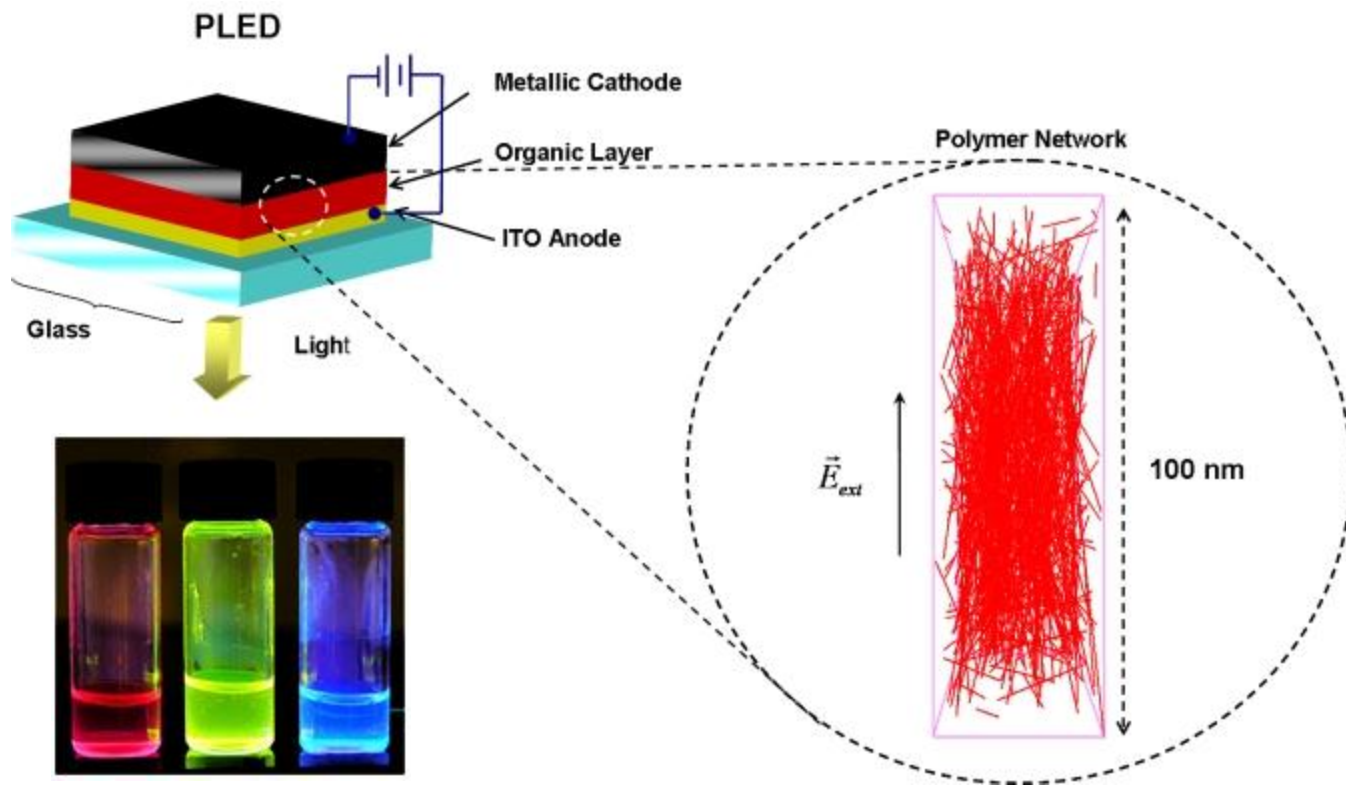 PLED
Metallic Cathode
Organic Layer
ITO Anode
Glass
Light
Polymer Network
E⃗ext
100 nm